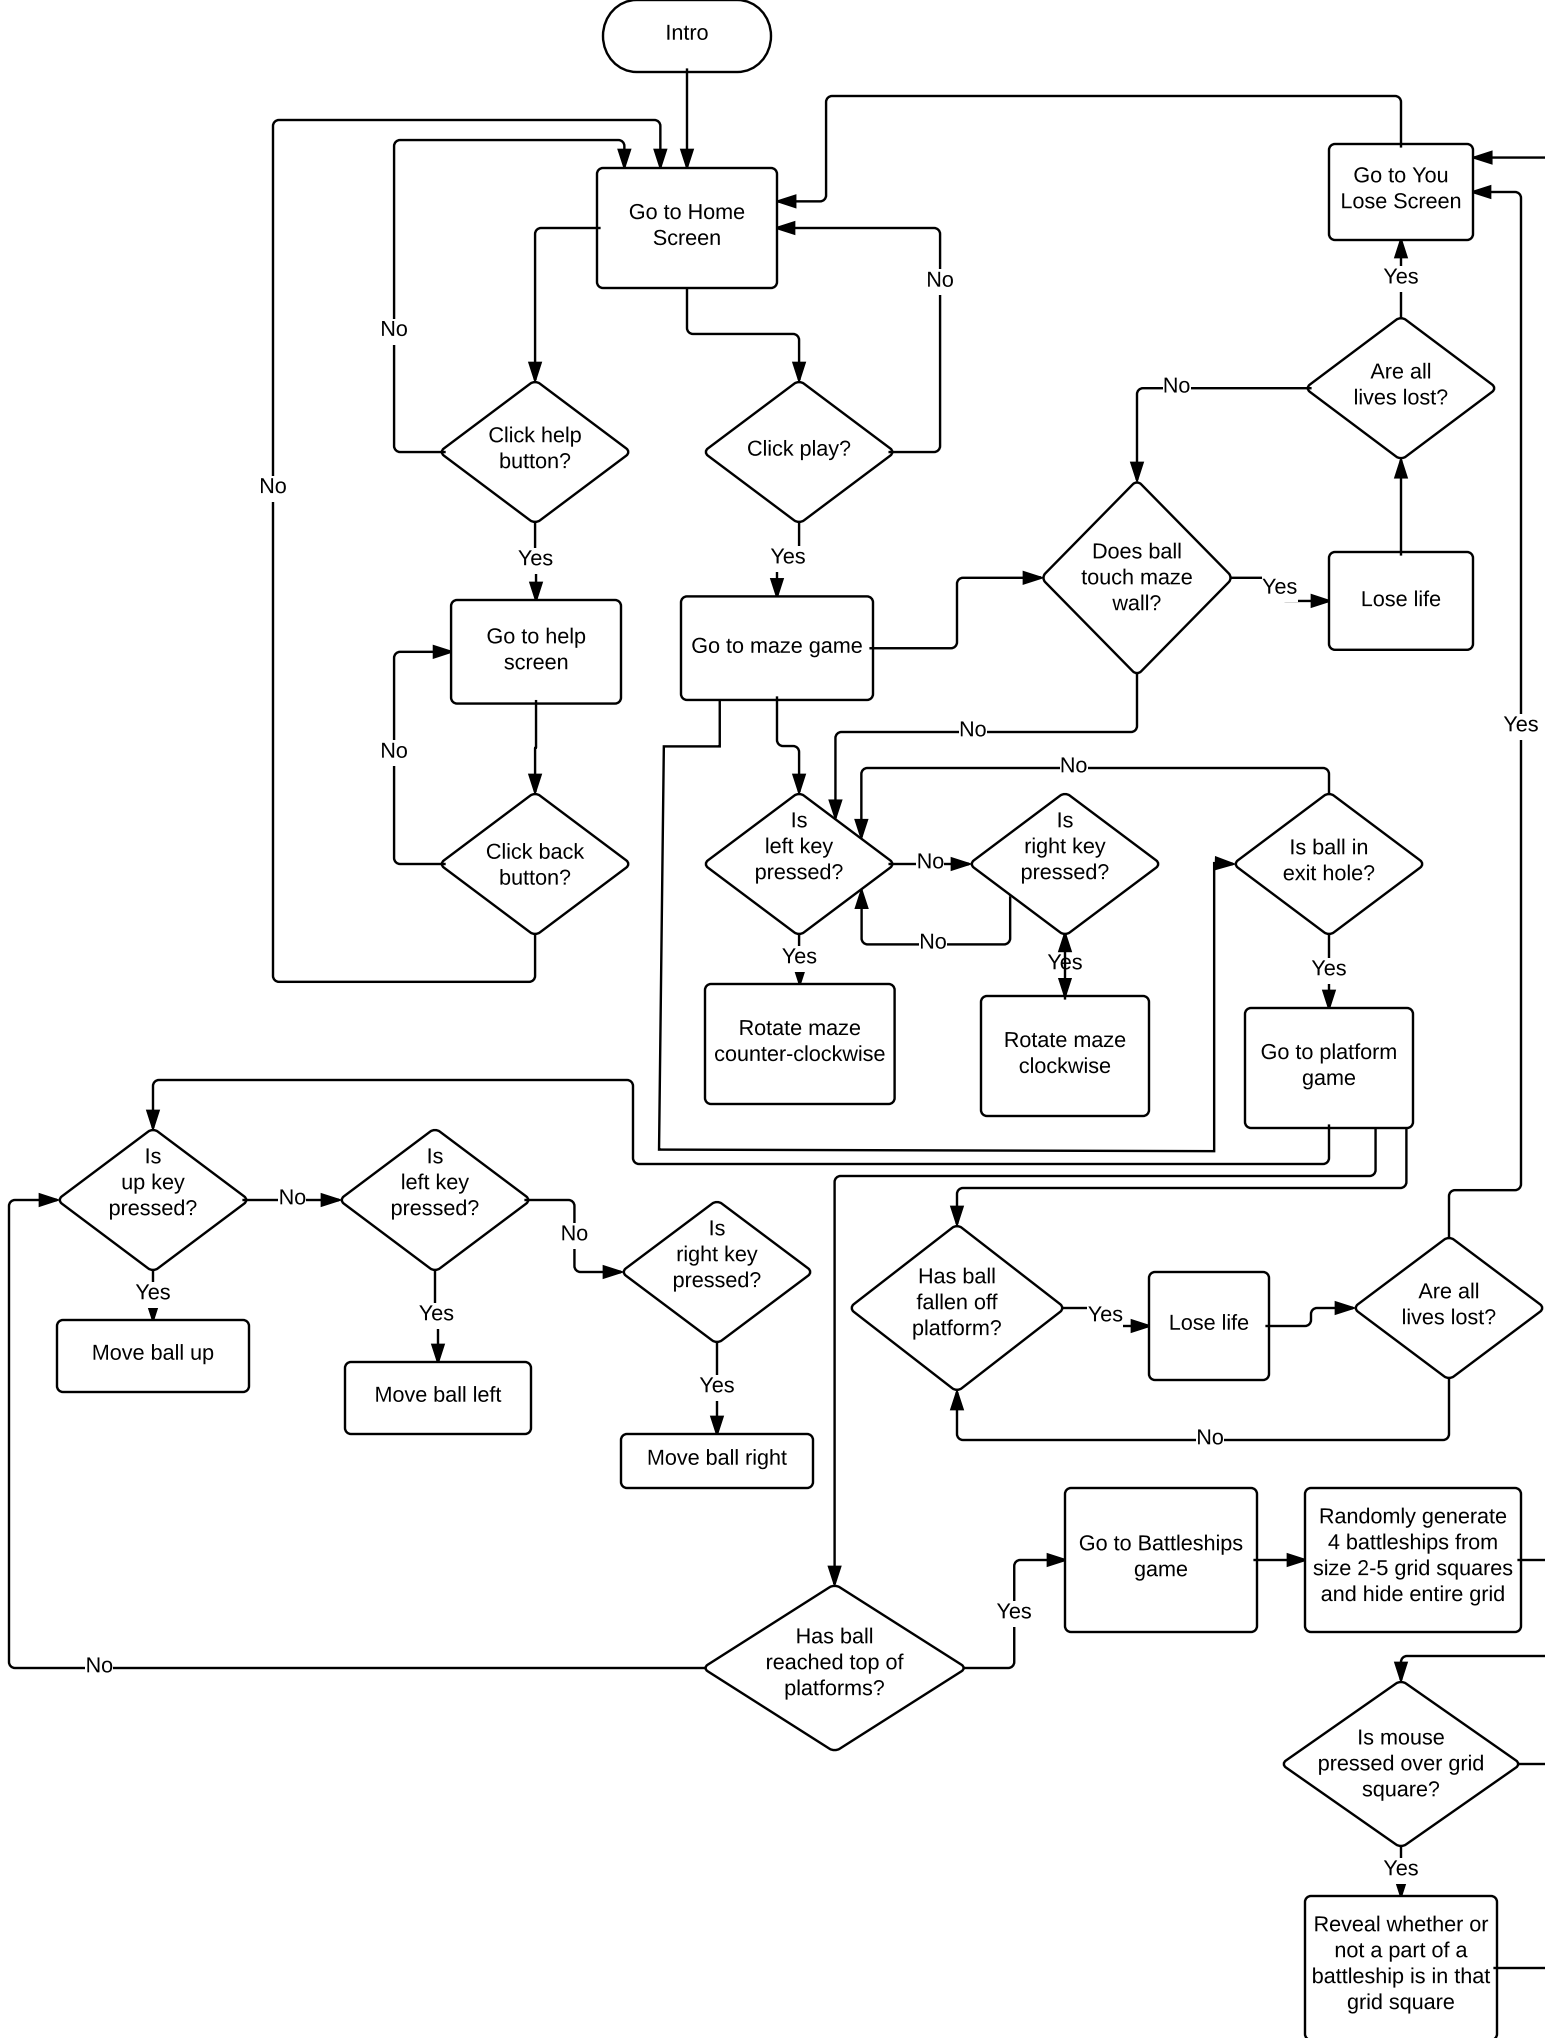 Intro
Go to Home
Screen
Go to You
Lose Screen
Yes
No
No
Are all
lives lost?
No
Click help
button?
Click play?
No
Yes
Yes
Does ball
touch maze
wall?
Yes
Lose life
Go to help
screen
Go to maze game
No
No
Yes
No
Click back
button?
Is
left key
pressed?
No
Is
right key
pressed?
Is ball in
exit hole?
No
Yes
Yes
Yes
Rotate maze
counter-clockwise
Rotate maze
clockwise
Go to platform
game
Is
up key
pressed?
No
Is
left key
pressed?
No
Is
right key
pressed?
Has ball
fallen off
platform?
Yes
Lose life
Are all
lives lost?
Yes
Yes
Yes
Move ball up
Move ball left
Move ball right
No
Go to Battleships
game
Randomly generate
4 battleships from
size 2-5 grid squares
and hide entire grid
Yes
Has ball
reached top of
platforms?
No
Is mouse
pressed over grid
square?
Yes
Reveal whether or
not a part of a
battleship is in that
grid square